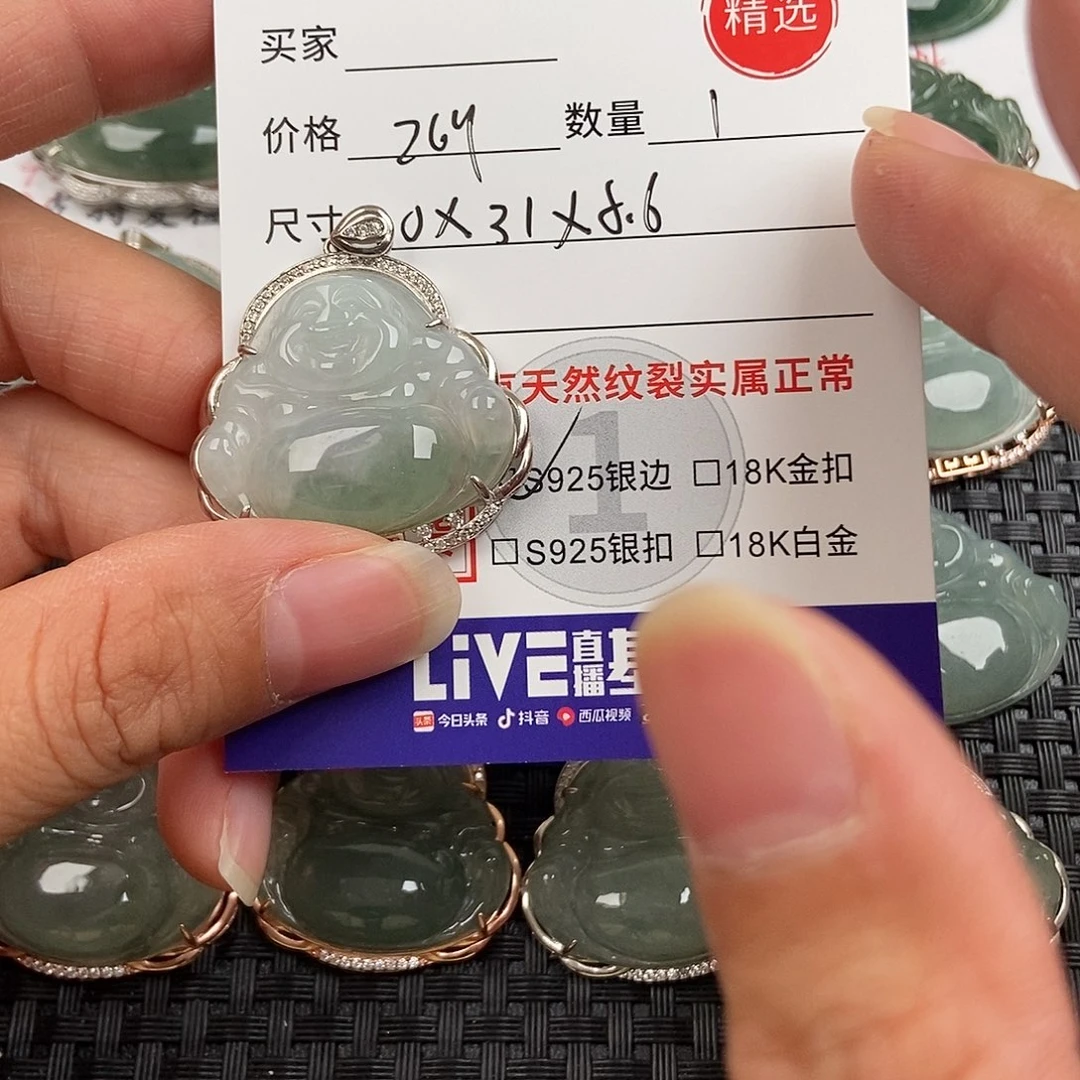 精选
买家
价格 264 数量 1
尺寸 0X31X8.6
天然纹裂实属正常
S925银边 □18K金扣
□S925银扣 □18K白金
1
LiVE直播基
头条 今日头条 抖音 西瓜视频